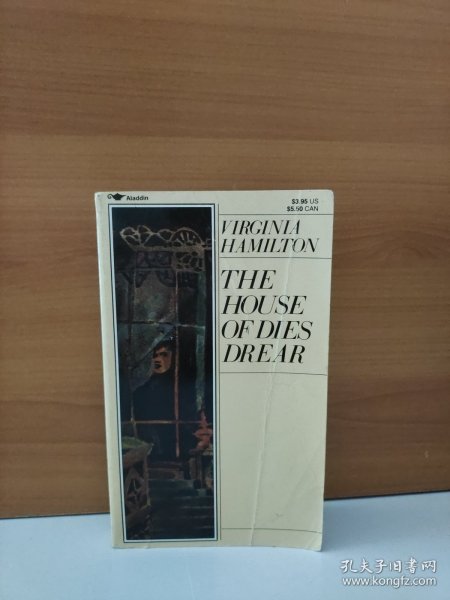 Aladdin
$3.95 US
$5.50 CAN
VIRGINIA
HAMILTON
THE
HOUSE
OF DIES
DREAR
孔夫子旧书网
www.kongfz.com